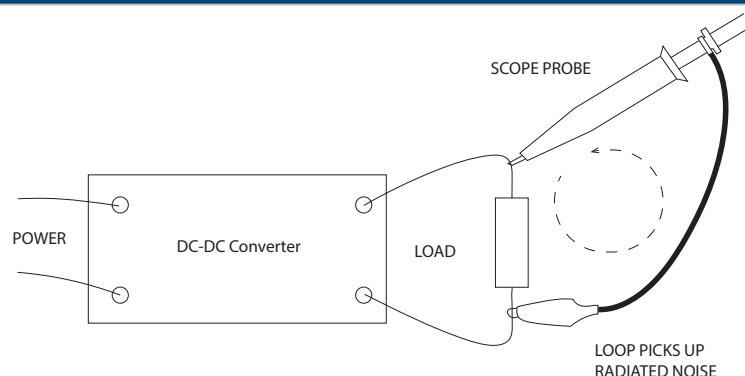 SCOPE PROBE
POWER
DC-DC Converter
LOAD
LOOP PICKS UP
RADIATED NOISE